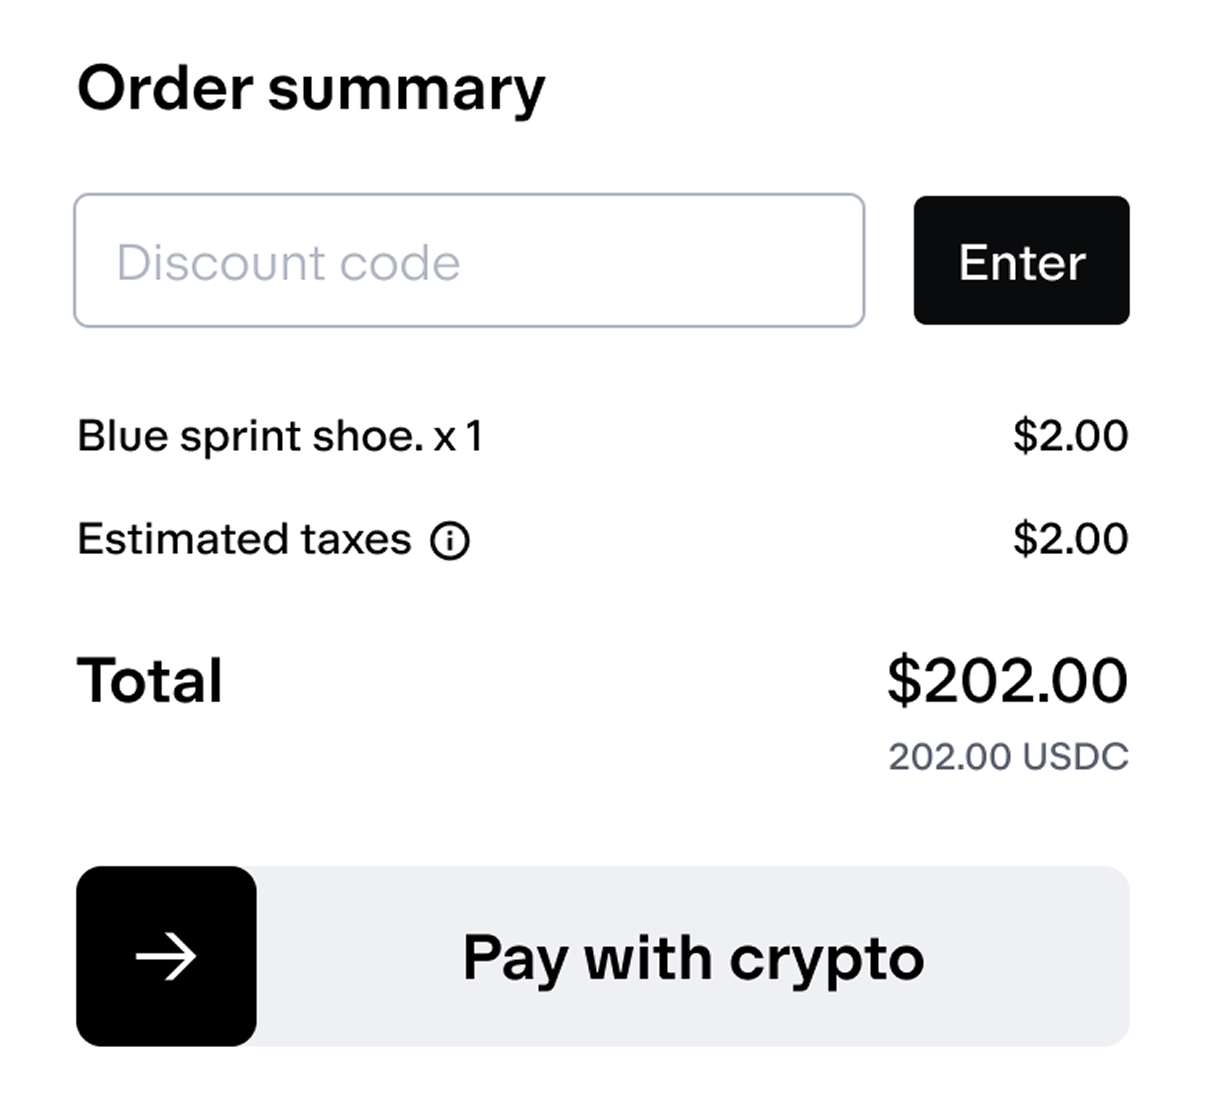 Order summary
Discount code
Enter
Blue sprint shoe. x 1 $2.00
Estimated taxes $2.00
Total $202.00
202.00 USDC
Pay with crypto